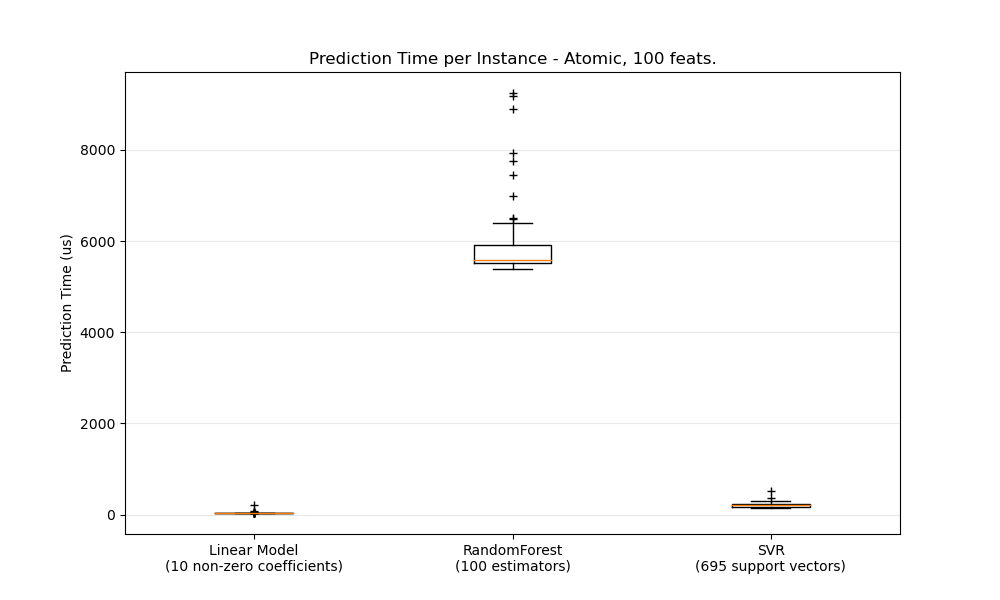 Prediction Time per Instance - Atomic, 100 feats.
Prediction Time (us)
8000
6000
4000
2000
0
Linear Model
(10 non-zero coefficients)
RandomForest
(100 estimators)
SVR
(695 support vectors)